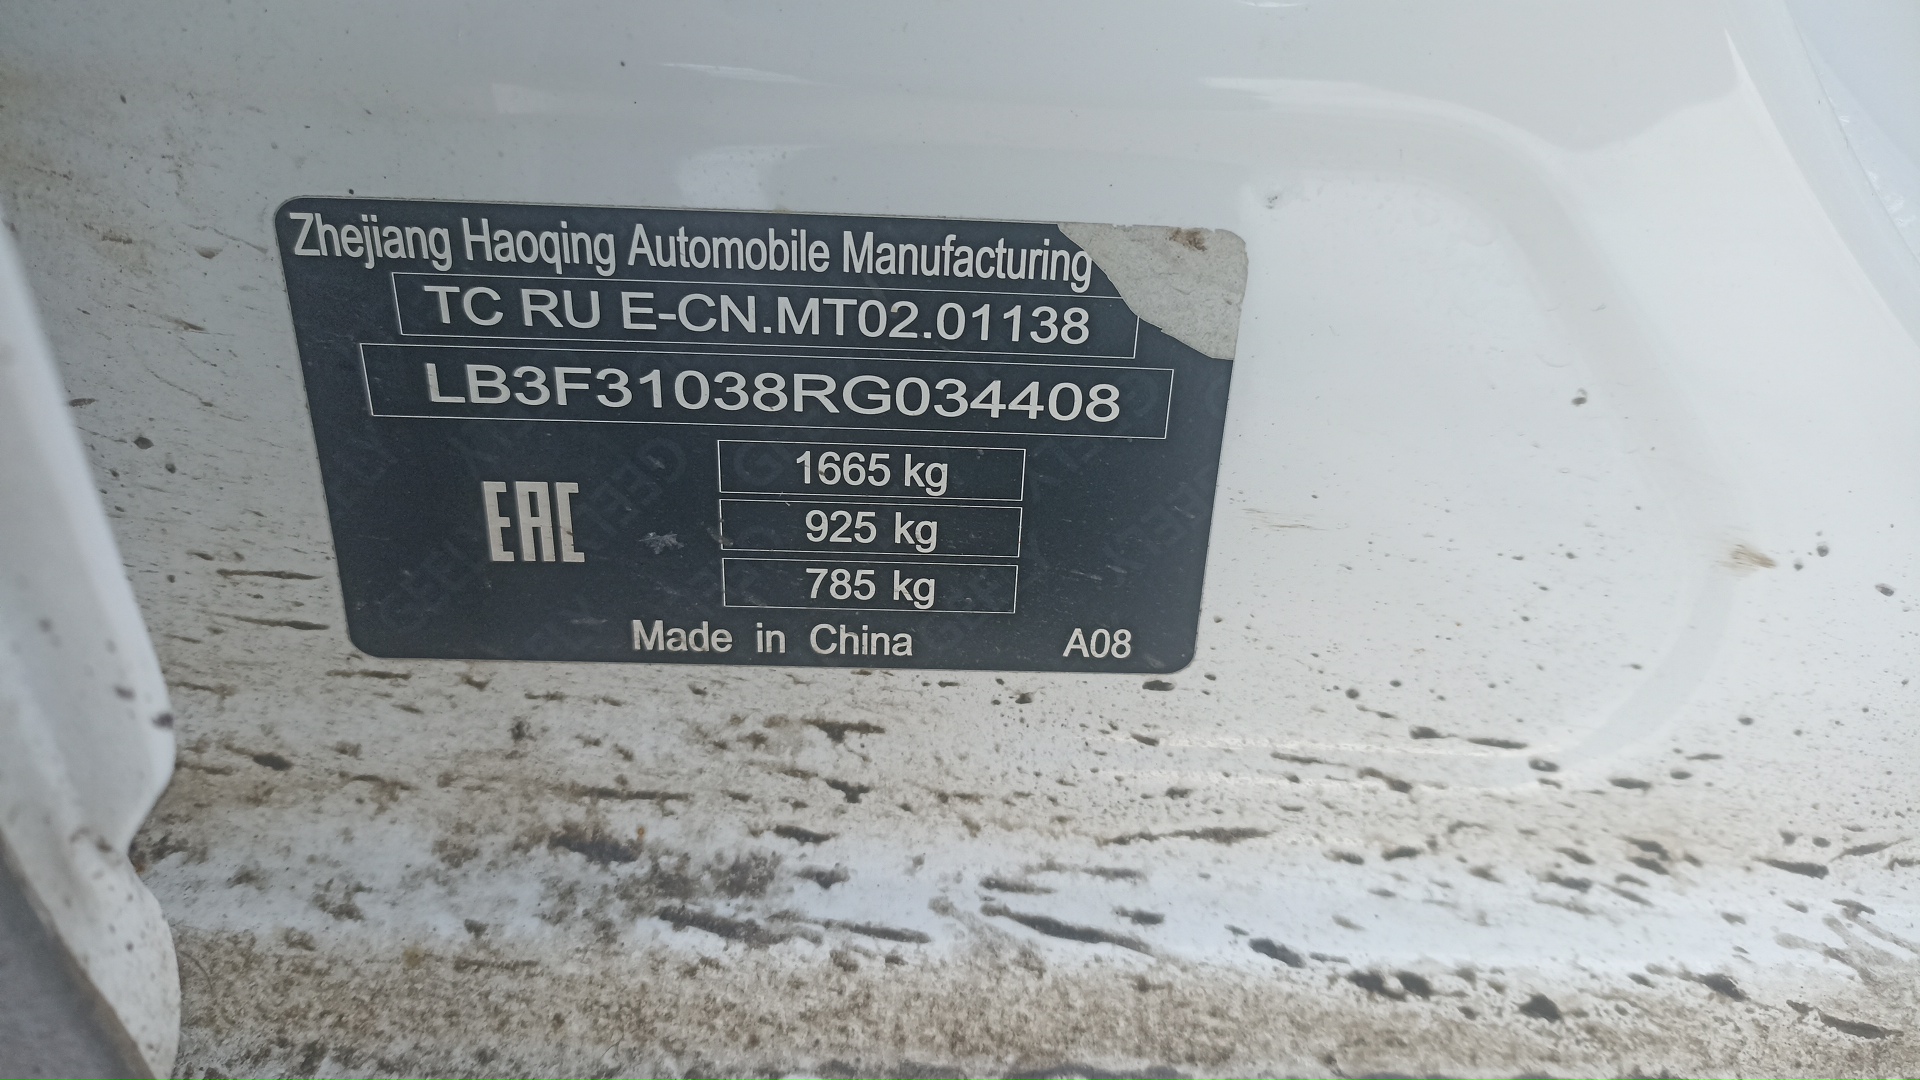 Zhejiang Haoqing Automobile Manufacturing
TC RU E-CN.MT02.01138
LB3F31038RG034408
1665 kg
925 kg
785 kg
EAC
Made in China A08